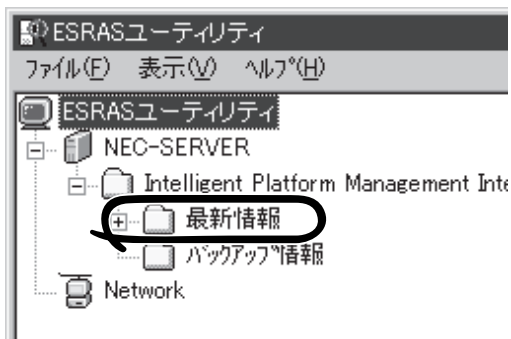 ESRASユーティリティ
ファイル(F) 表示(V) ヘルプ(H)
ESRASユーティリティ
NEC-SERVER
Intelligent Platform Management Inte
最新情報
バックアップ情報
Network